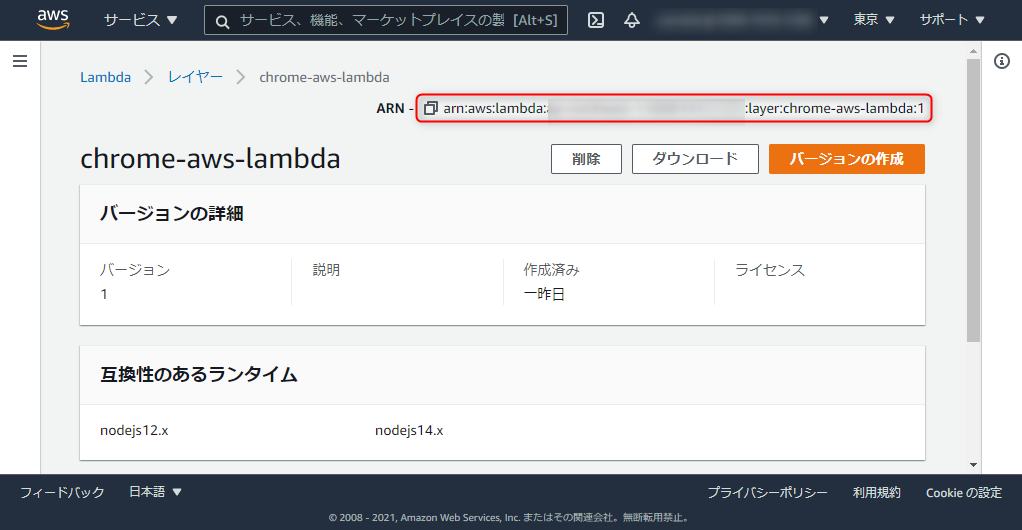 aws サービス サービス、機能、マーケットプレイスの製 [Alt+S] 東京 サポート
Lambda レイヤー chrome-aws-lambda
ARN - arn:aws:lambda: :layer:chrome-aws-lambda:1
chrome-aws-lambda 削除 ダウンロード バージョンの作成
バージョンの詳細
バージョン 説明 作成済み ライセンス
1 一昨日
互換性のあるランタイム
nodejs12.x nodejs14.x
フィードバック 日本語 プライバシーポリシー 利用規約 Cookie の設定
© 2008 - 2021, Amazon Web Services, Inc. またはその関連会社。無断転用禁止。